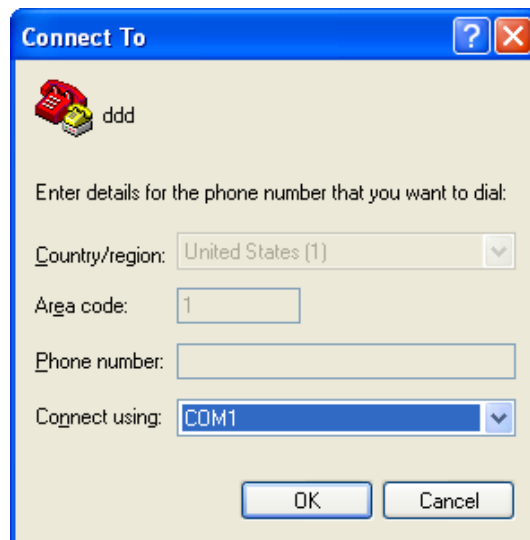 Connect To
ddd
Enter details for the phone number that you want to dial:
Country/region: United States (1)
Area code: 1
Phone number:
Connect using: COM1
OK Cancel